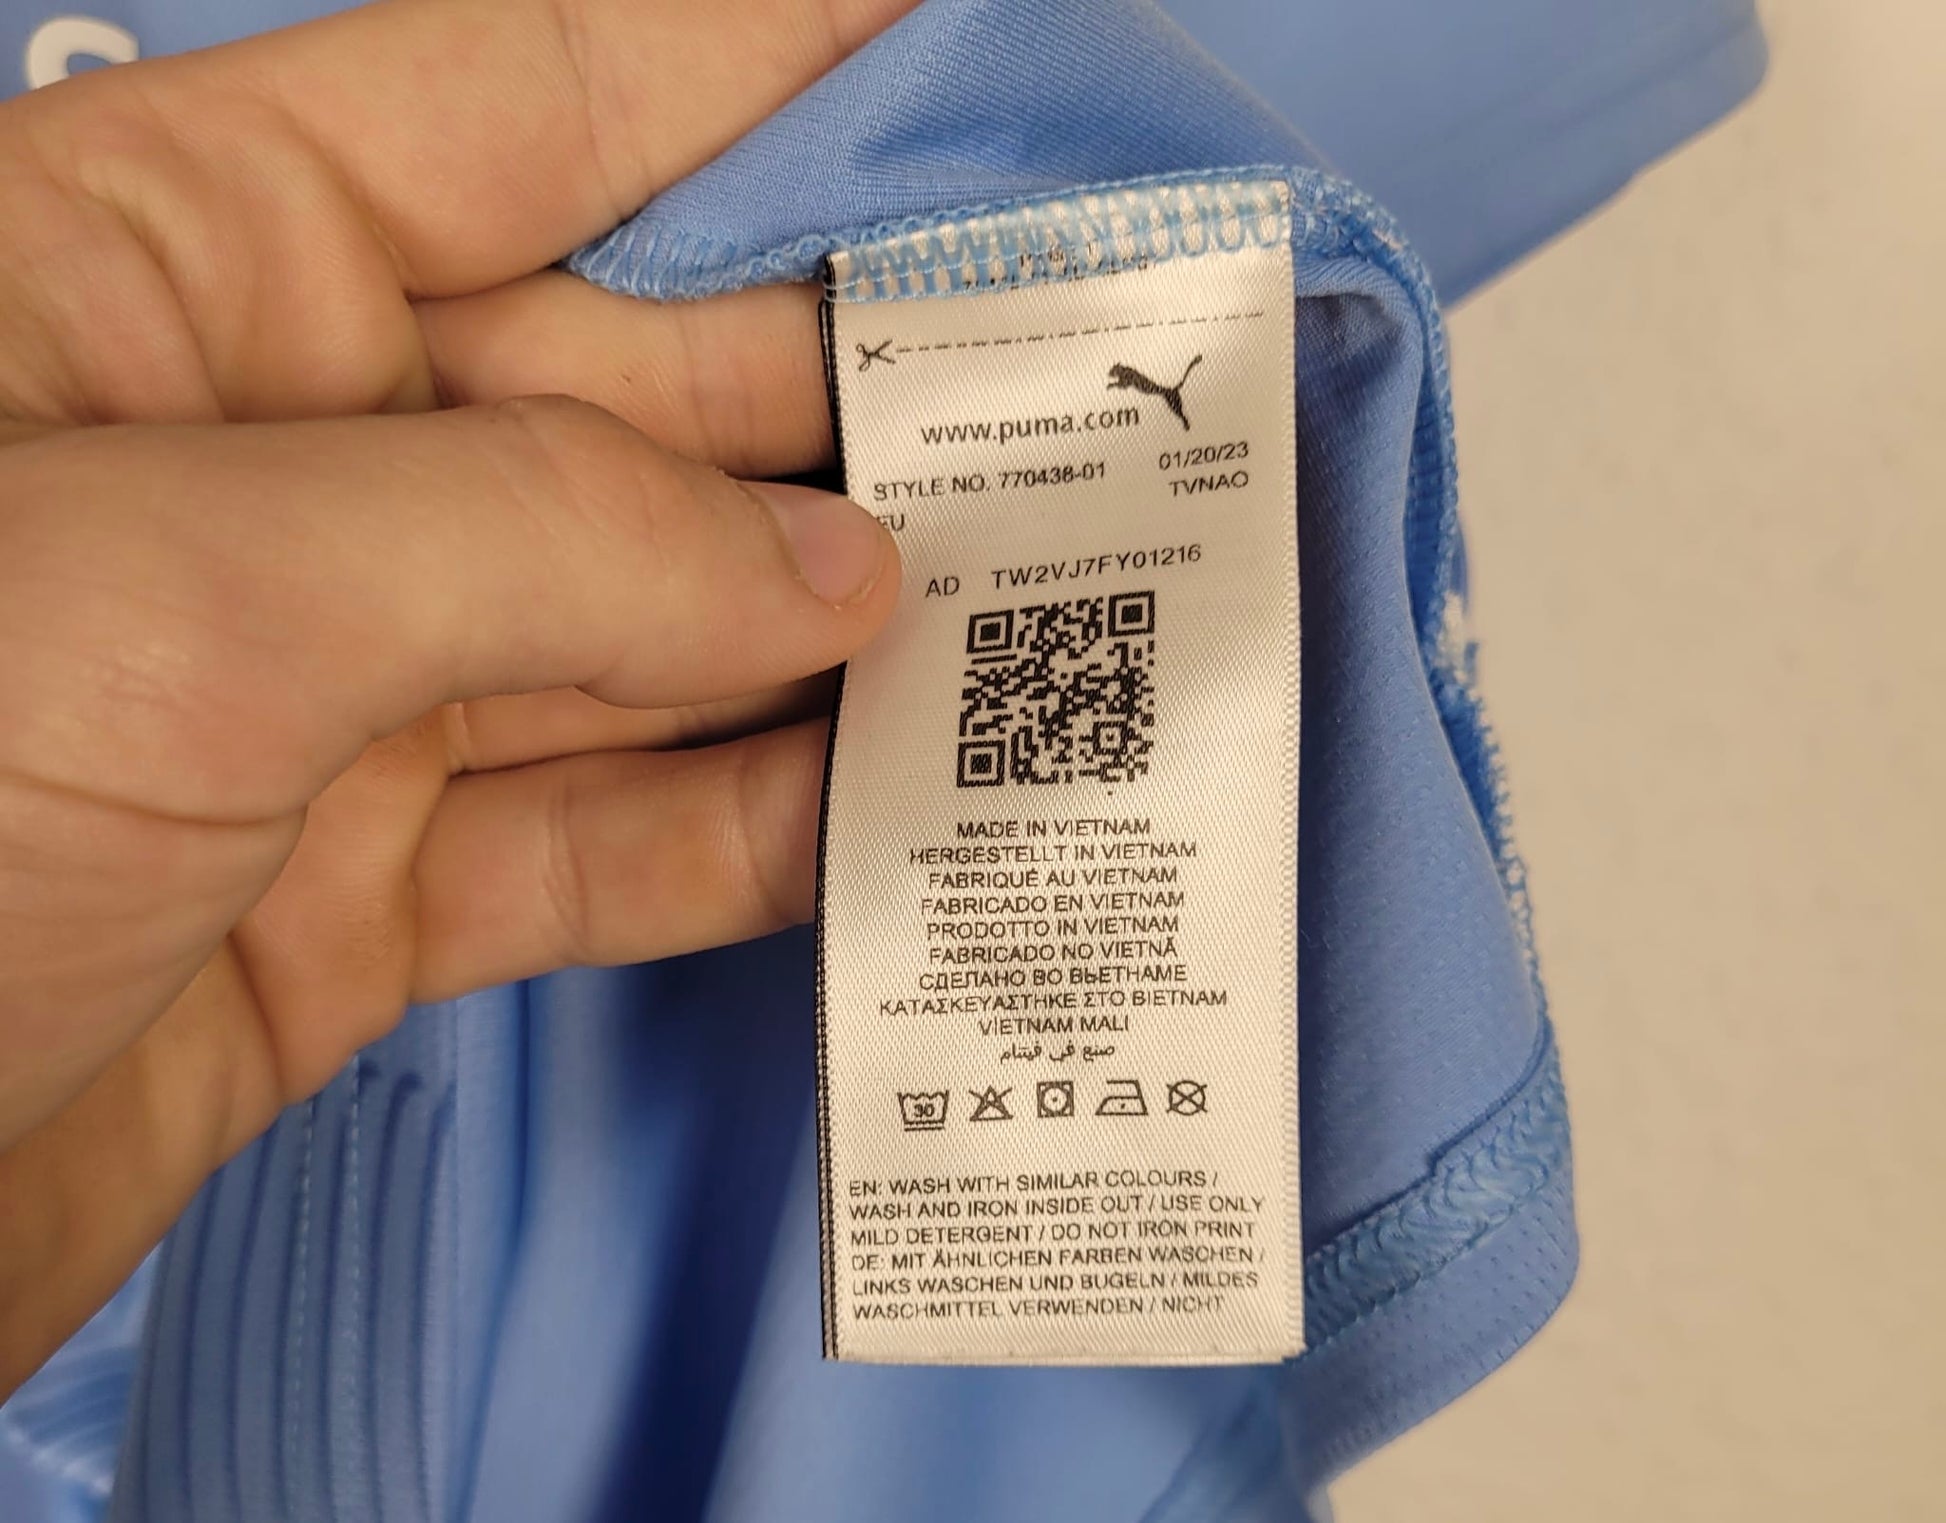 S
www.puma.com
STYLE NO. 770438-01 01/20/23
EU TVNAO
AD TW2VJ7FY01216
MADE IN VIETNAM
HERGESTELLT IN VIETNAM
FABRIQUÉ AU VIETNAM
FABRICADO EN VIETNAM
PRODOTTO IN VIETNAM
FABRICADO NO VIETNÃ
СДЕЛАНО ВО ВЬЕТНАМЕ
ΚΑΤΑΣΚΕΥΑΣΤΗΚΕ ΣΤΟ ΒΙΕΤΝΑΜ
VİETNAM MALI
صنع في فيتنام
30
EN: WASH WITH SIMILAR COLOURS /
WASH AND IRON INSIDE OUT / USE ONLY
MILD DETERGENT / DO NOT IRON PRINT
DE: MIT ÄHNLICHEN FARBEN WASCHEN /
LINKS WASCHEN UND BÜGELN / MILDES
WASCHMITTEL VERWENDEN / NICHT